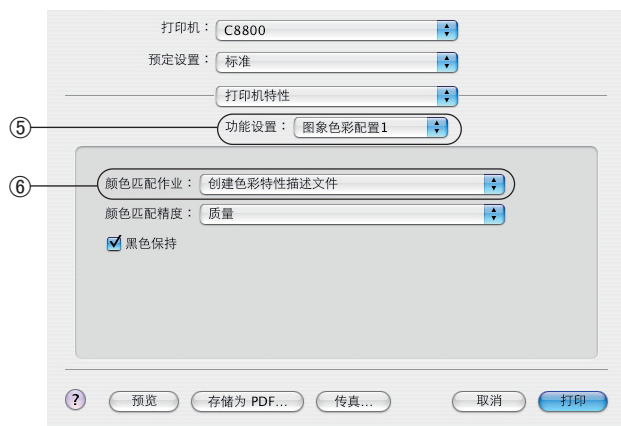 打印机： C8800
预定设置： 标准
打印机特性
⑤ 功能设置： 图象色彩配置1
⑥ 颜色匹配作业： 创建色彩特性描述文件
颜色匹配精度： 质量
黑色保持
? 预览 存储为 PDF... 传真... 取消 打印